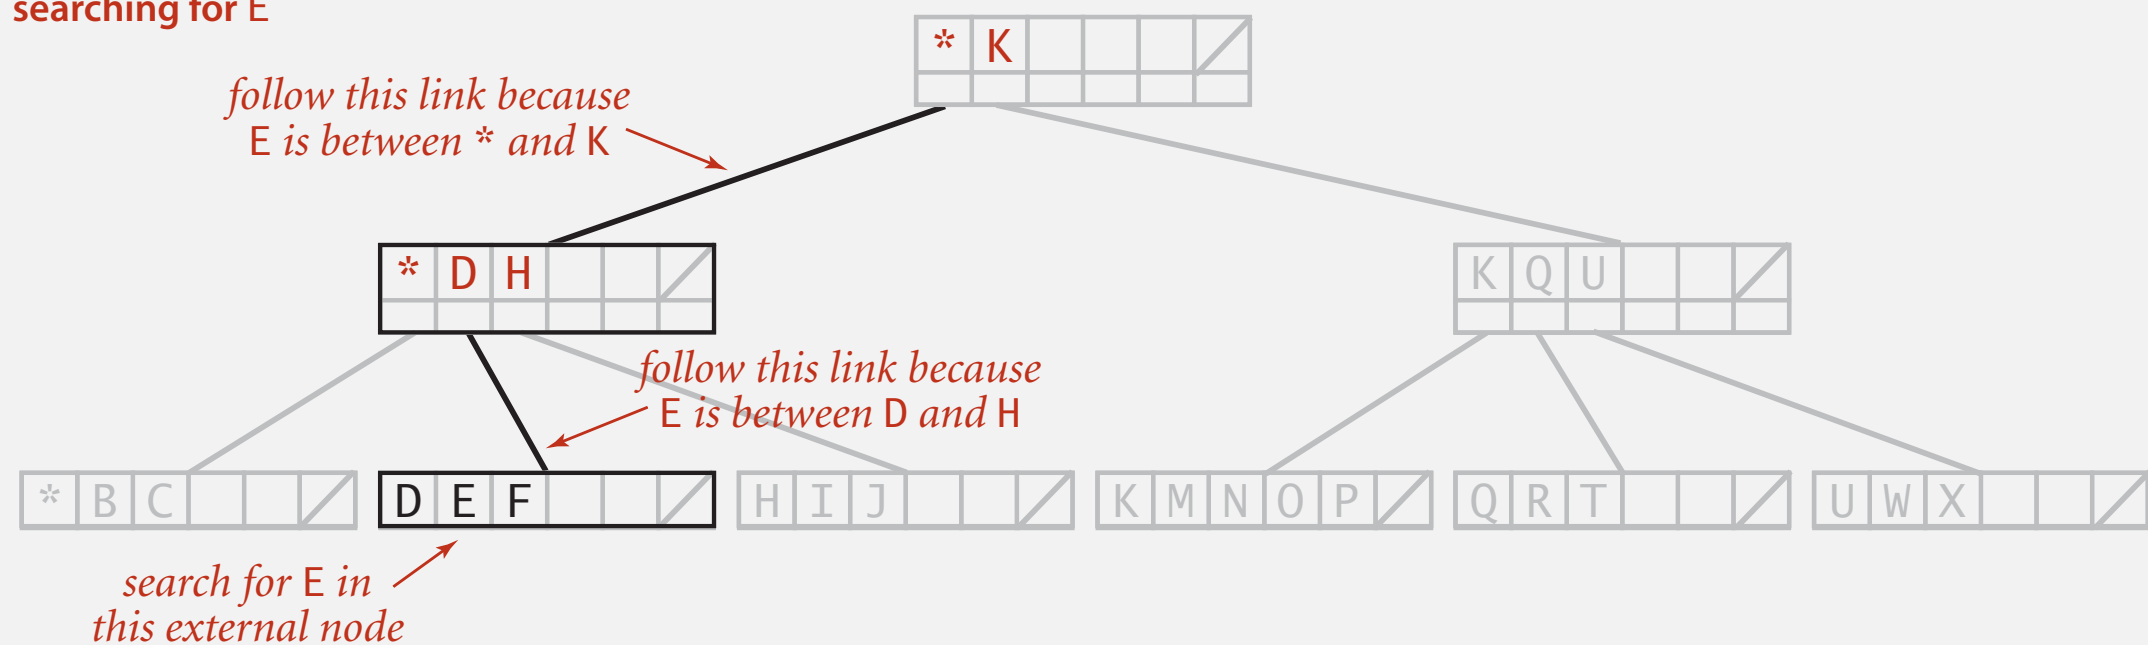 searching for E
* K
follow this link because
E is between * and K
* D H
K Q U
follow this link because
E is between D and H
* B C
D E F
H I J
K M N O P
Q R T
U W X
search for E in
this external node